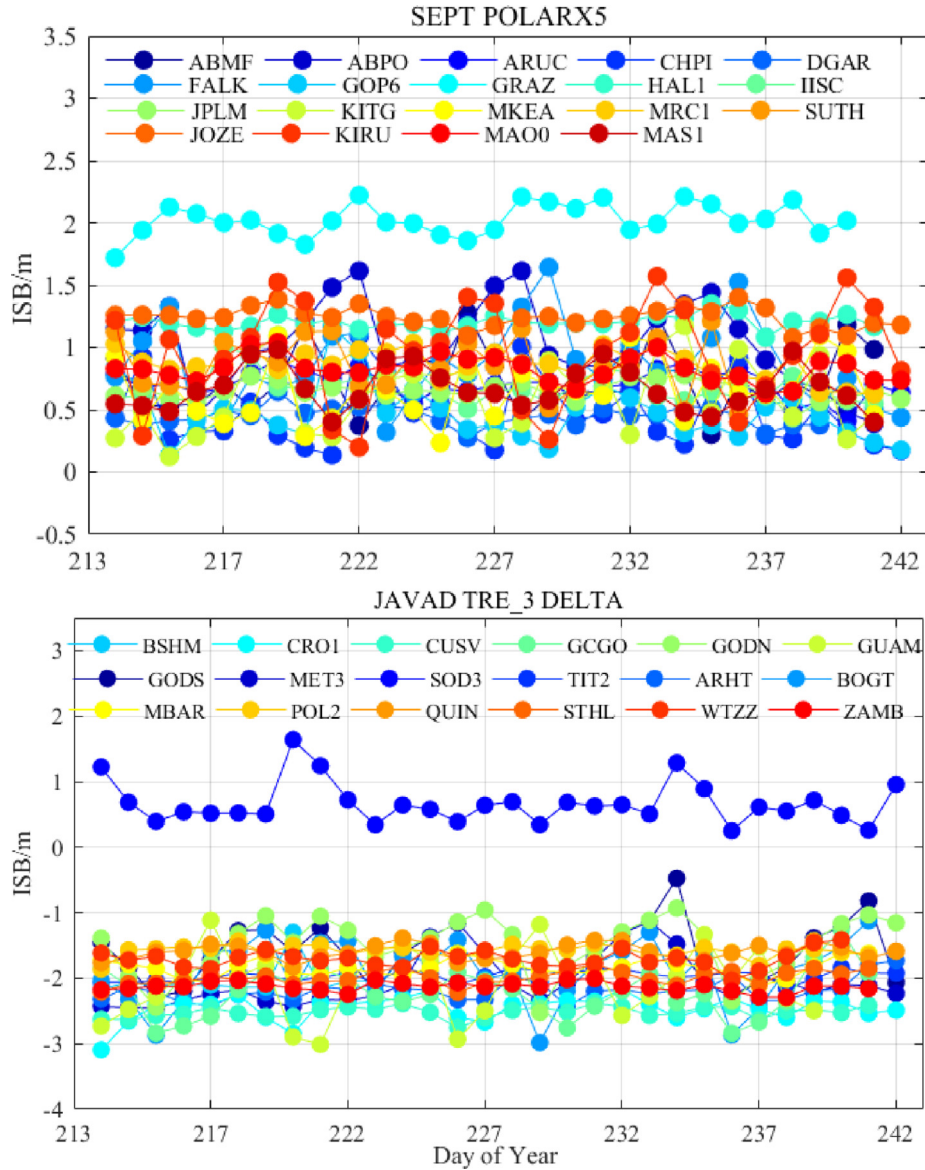 SEPT POLARX5
3.5
ABMF ABPO ARUC CHPI DGAR
3
FALK GOP6 GRAZ HAL1 IISC
JPLM KITG MKEA MRC1 SUTH
JOZE KIRU MAO0 MAS1
2.5
2
ISB/m
1.5
1
0.5
0
-0.5
213 217 222 227 232 237 242
JAVAD TRE_3 DELTA
3
BSHM CRO1 CUSV GCGO GODN GUAM
GODS MET3 SOD3 TIT2 ARHT BOGT
2
MBAR POL2 QUIN STHL WTZZ ZAMB
1
0
ISB/m
-1
-2
-3
-4
213 217 222 227 232 237 242
Day of Year